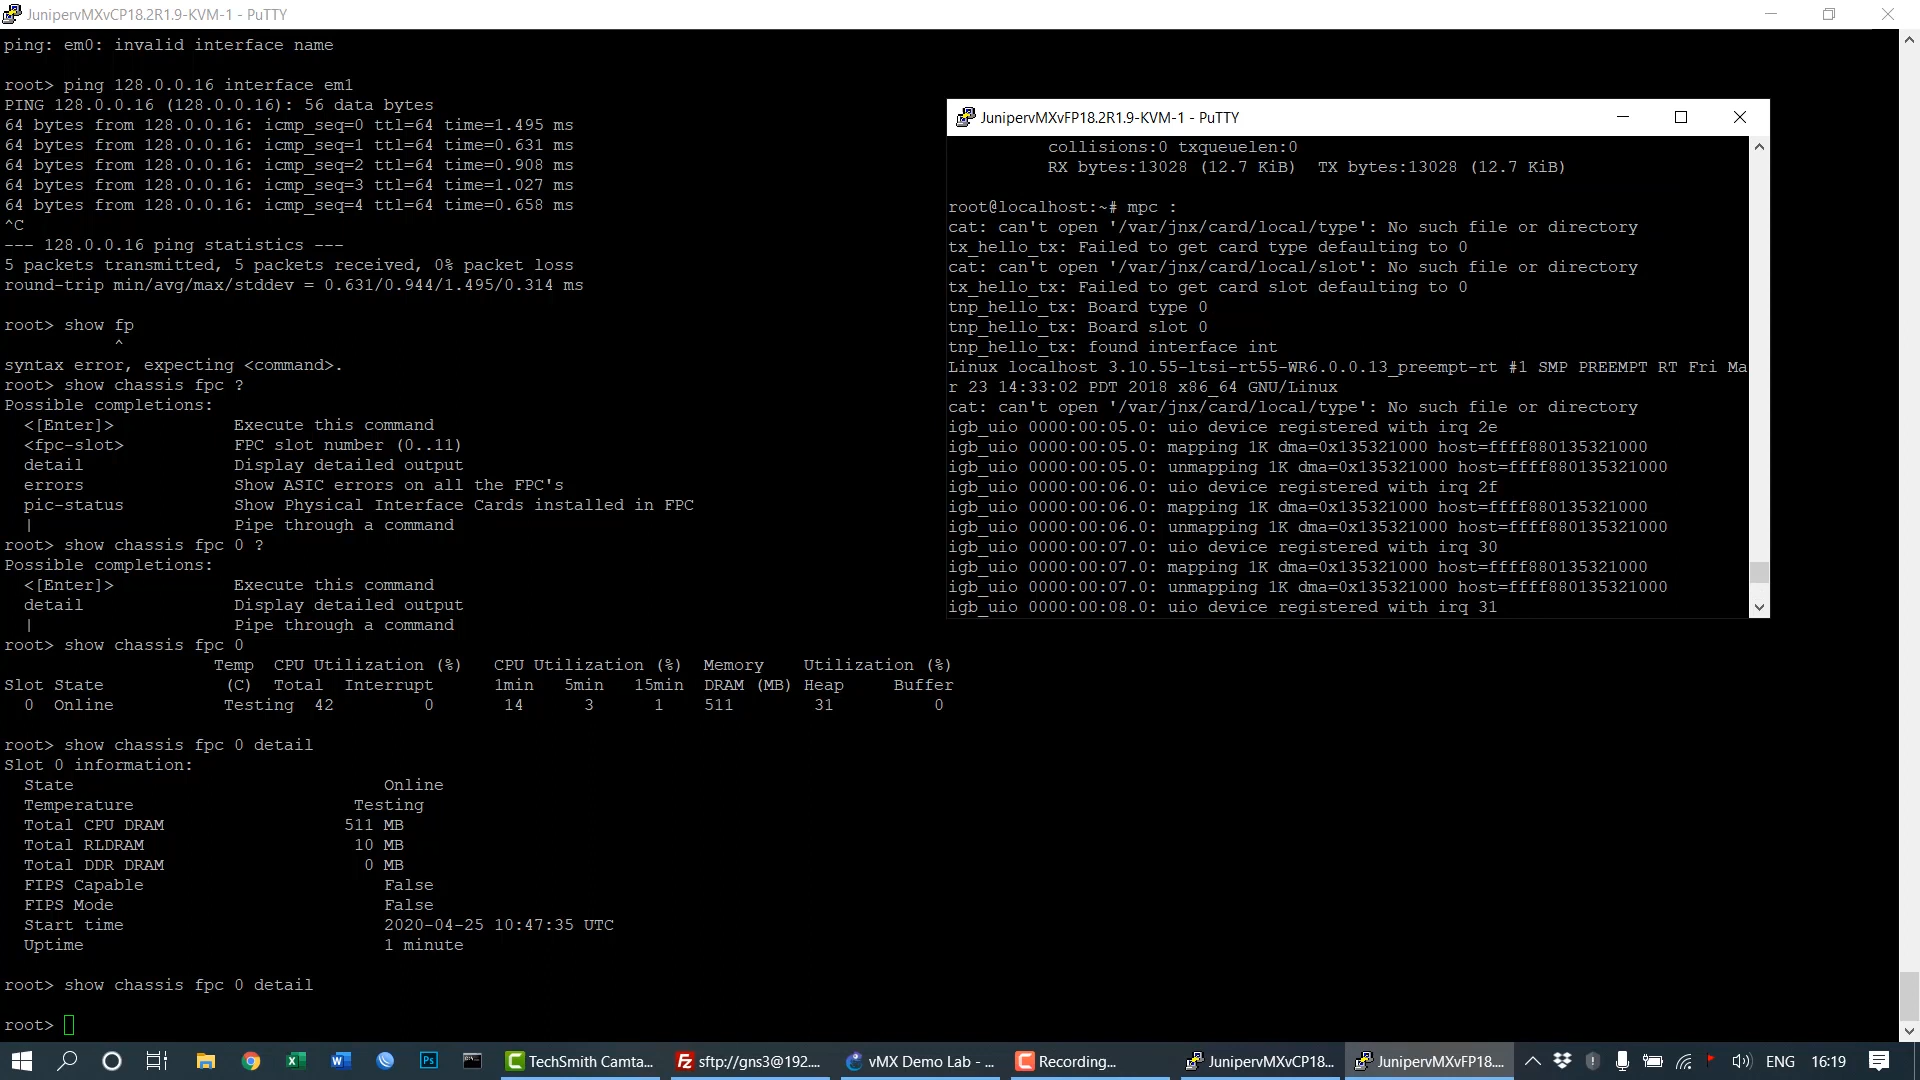 JunipervMXvCP18.2R1.9-KVM-1 - PuTTY
ping: em0: invalid interface name
root> ping 128.0.0.16 interface em1
PING 128.0.0.16 (128.0.0.16): 56 data bytes
64 bytes from 128.0.0.16: icmp_seq=0 ttl=64 time=1.495 ms
64 bytes from 128.0.0.16: icmp_seq=1 ttl=64 time=0.631 ms
64 bytes from 128.0.0.16: icmp_seq=2 ttl=64 time=0.908 ms
64 bytes from 128.0.0.16: icmp_seq=3 ttl=64 time=1.027 ms
64 bytes from 128.0.0.16: icmp_seq=4 ttl=64 time=0.658 ms
^C
--- 128.0.0.16 ping statistics ---
5 packets transmitted, 5 packets received, 0% packet loss
round-trip min/avg/max/stddev = 0.631/0.944/1.495/0.314 ms
root> show fp
^
syntax error, expecting <command>.
root> show chassis fpc ?
Possible completions:
<[Enter]> Execute this command
<fpc-slot> FPC slot number (0..11)
detail Display detailed output
errors Show ASIC errors on all the FPC's
pic-status Show Physical Interface Cards installed in FPC
| Pipe through a command
root> show chassis fpc 0 ?
Possible completions:
<[Enter]> Execute this command
detail Display detailed output
| Pipe through a command
root> show chassis fpc 0
Temp CPU Utilization (%) CPU Utilization (%) Memory Utilization (%)
Slot State (C) Total Interrupt 1min 5min 15min DRAM (MB) Heap Buffer
0 Online Testing 42 0 14 3 1 511 31 0
root> show chassis fpc 0 detail
Slot 0 information:
State Online
Temperature Testing
Total CPU DRAM 511 MB
Total RLDRAM 10 MB
Total DDR DRAM 0 MB
FIPS Capable False
FIPS Mode False
Start time 2020-04-25 10:47:35 UTC
Uptime 1 minute
root> show chassis fpc 0 detail
root>
JunipervMXvFP18.2R1.9-KVM-1 - PuTTY
collisions:0 txqueuelen:0
RX bytes:13028 (12.7 KiB) TX bytes:13028 (12.7 KiB)
root@localhost:~# mpc :
cat: can't open '/var/jnx/card/local/type': No such file or directory
tx_hello_tx: Failed to get card type defaulting to 0
cat: can't open '/var/jnx/card/local/slot': No such file or directory
tx_hello_tx: Failed to get card slot defaulting to 0
tnp_hello_tx: Board type 0
tnp_hello_tx: Board slot 0
tnp_hello_tx: found interface int
Linux localhost 3.10.55-ltsi-rt55-WR6.0.0.13_preempt-rt #1 SMP PREEMPT RT Fri Ma
r 23 14:33:02 PDT 2018 x86_64 GNU/Linux
cat: can't open '/var/jnx/card/local/type': No such file or directory
igb_uio 0000:00:05.0: uio device registered with irq 2e
igb_uio 0000:00:05.0: mapping 1K dma=0x135321000 host=ffff880135321000
igb_uio 0000:00:05.0: unmapping 1K dma=0x135321000 host=ffff880135321000
igb_uio 0000:00:06.0: uio device registered with irq 2f
igb_uio 0000:00:06.0: mapping 1K dma=0x135321000 host=ffff880135321000
igb_uio 0000:00:06.0: unmapping 1K dma=0x135321000 host=ffff880135321000
igb_uio 0000:00:07.0: uio device registered with irq 30
igb_uio 0000:00:07.0: mapping 1K dma=0x135321000 host=ffff880135321000
igb_uio 0000:00:07.0: unmapping 1K dma=0x135321000 host=ffff880135321000
igb_uio 0000:00:08.0: uio device registered with irq 31
TechSmith Camta... sftp://gns3@192.... vMX Demo Lab - ... Recording... JunipervMXvCP18... JunipervMXvFP18.... ENG 16:19